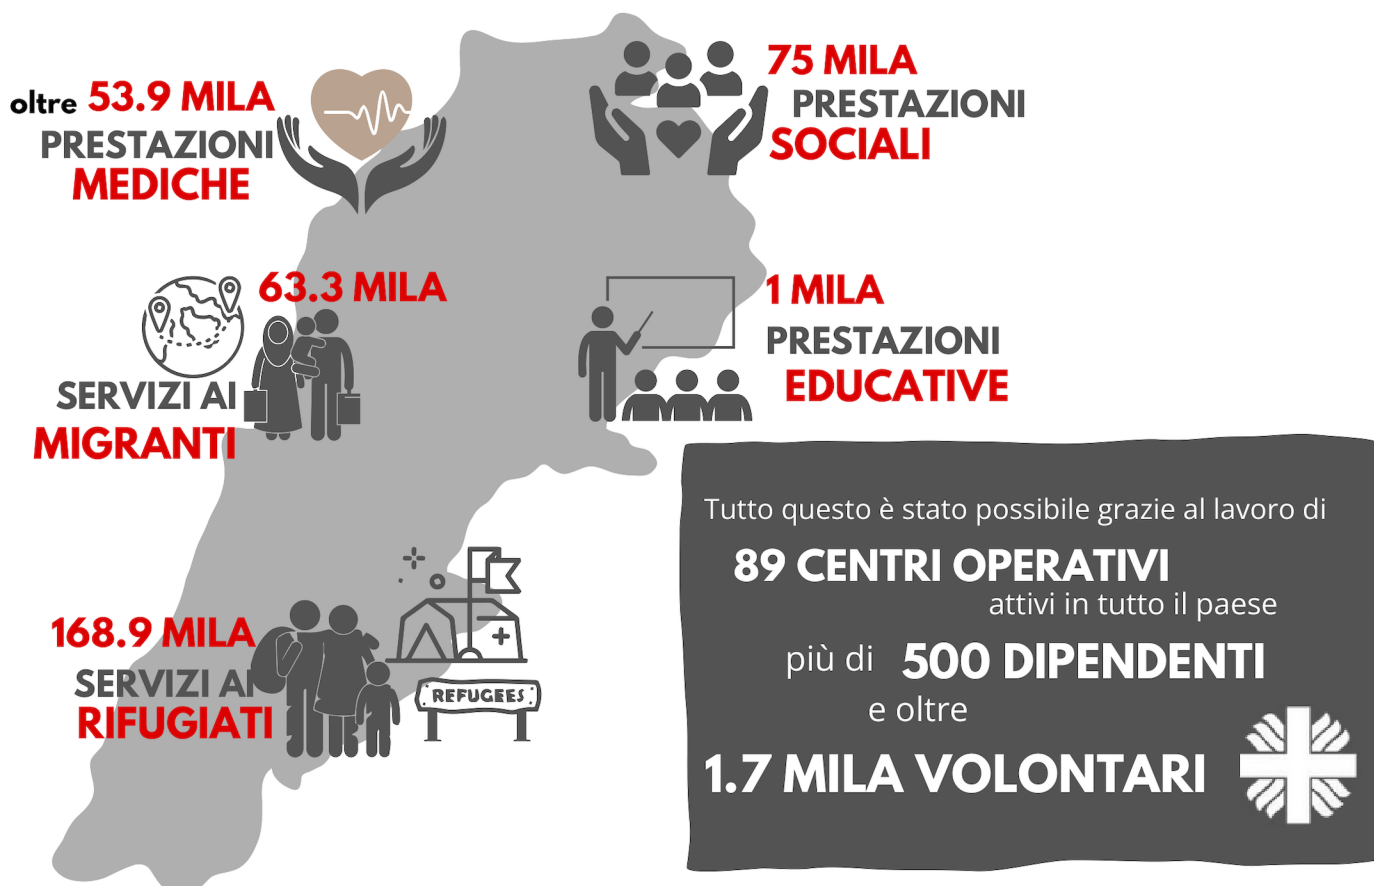 oltre 53.9 MILA
PRESTAZIONI
MEDICHE
75 MILA
PRESTAZIONI
SOCIALI
63.3 MILA
SERVIZI AI
MIGRANTI
1 MILA
PRESTAZIONI
EDUCATIVE
168.9 MILA
SERVIZI AI
RIFUGIATI
REFUGEES
Tutto questo è stato possibile grazie al lavoro di
89 CENTRI OPERATIVI
attivi in tutto il paese
più di 500 DIPENDENTI
e oltre
1.7 MILA VOLONTARI